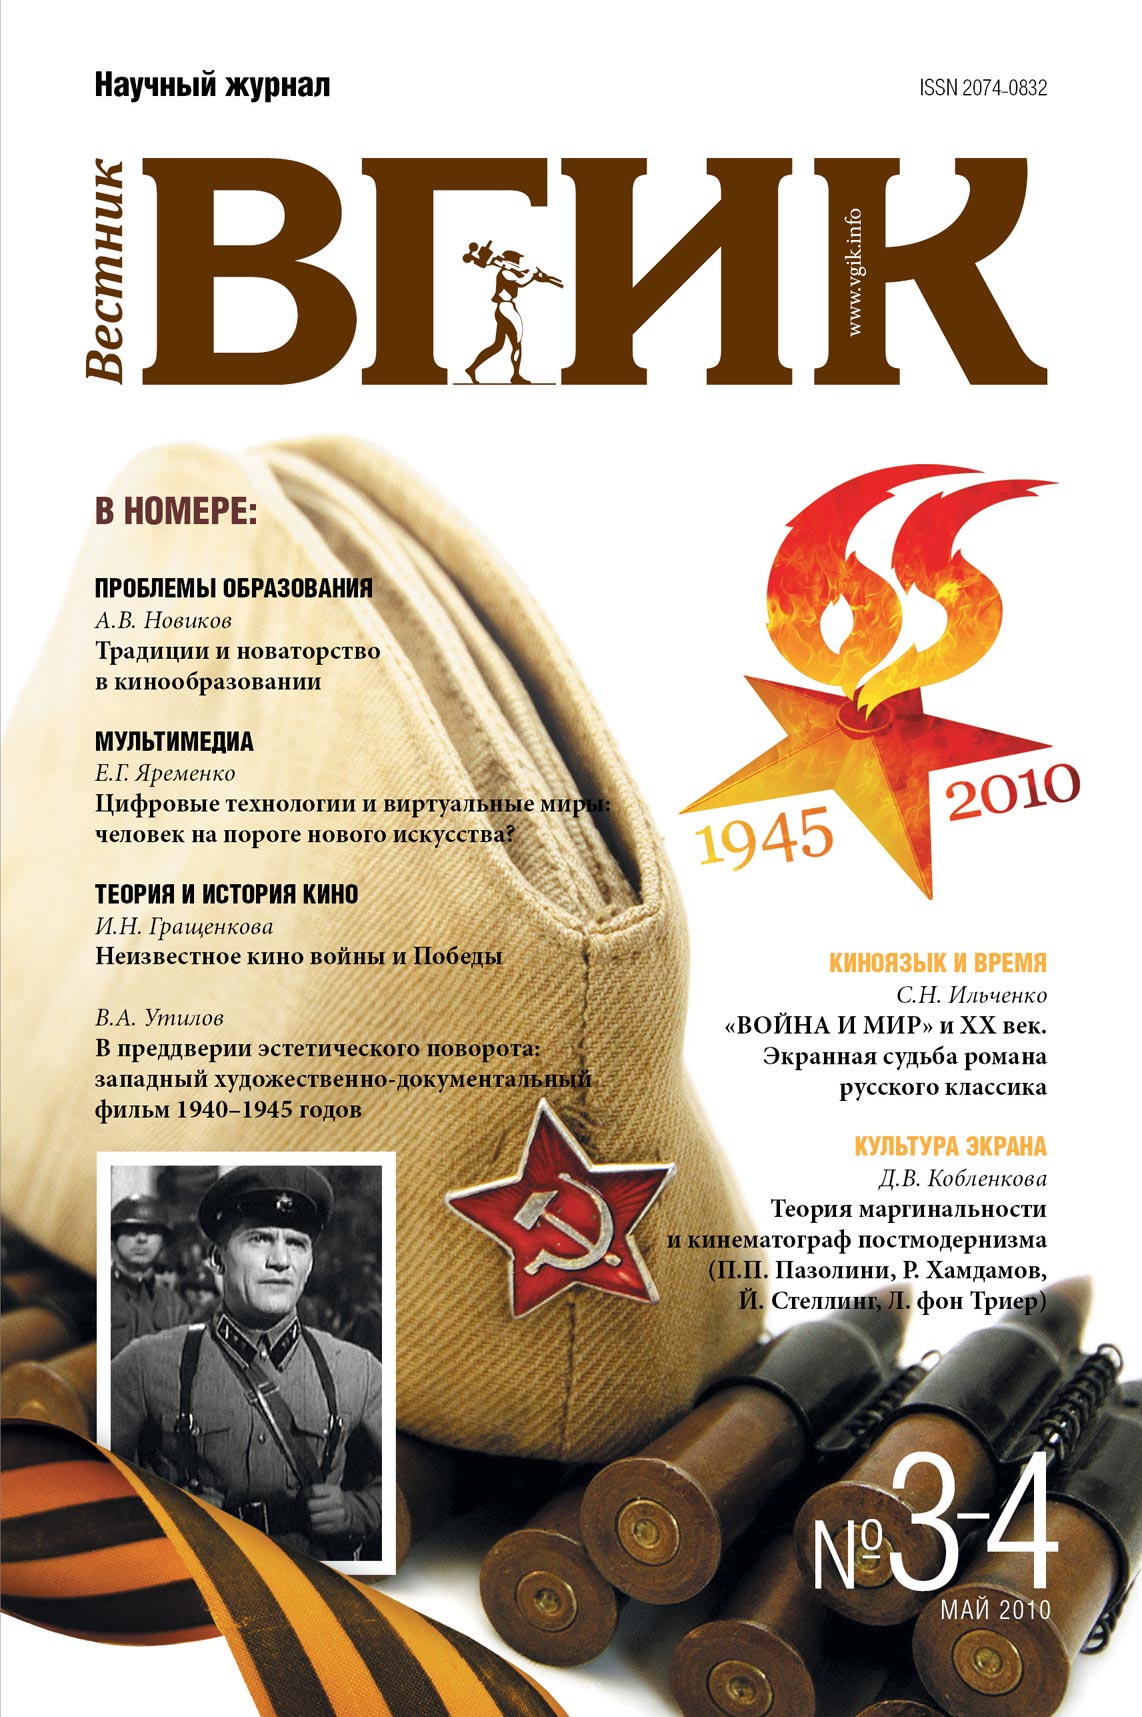 Научный журнал
ISSN 2074-0832
Вестник
ВГИК
www.vgik.info
В НОМЕРЕ:
ПРОБЛЕМЫ ОБРАЗОВАНИЯ
А.В. Новиков
Традиции и новаторство
в кинообразовании
МУЛЬТИМЕДИА
Е.Г. Яременко
Цифровые технологии и виртуальные миры:
человек на пороге нового искусства?
ТЕОРИЯ И ИСТОРИЯ КИНО
И.Н. Гращенкова
Неизвестное кино войны и Победы
В.А. Утилов
В преддверии эстетического поворота:
западный художественно-документальный
фильм 1940–1945 годов
65
1945
2010
КИНОЯЗЫК И ВРЕМЯ
С.Н. Ильченко
«ВОЙНА И МИР» и ХХ век.
Экранная судьба романа
русского классика
КУЛЬТУРА ЭКРАНА
Д.В. Кобленкова
Теория маргинальности
и кинематограф постмодернизма
(П.П. Пазолини, Р. Хамдамов,
Й. Стеллинг, Л. фон Триер)
№3–4
МАЙ 2010